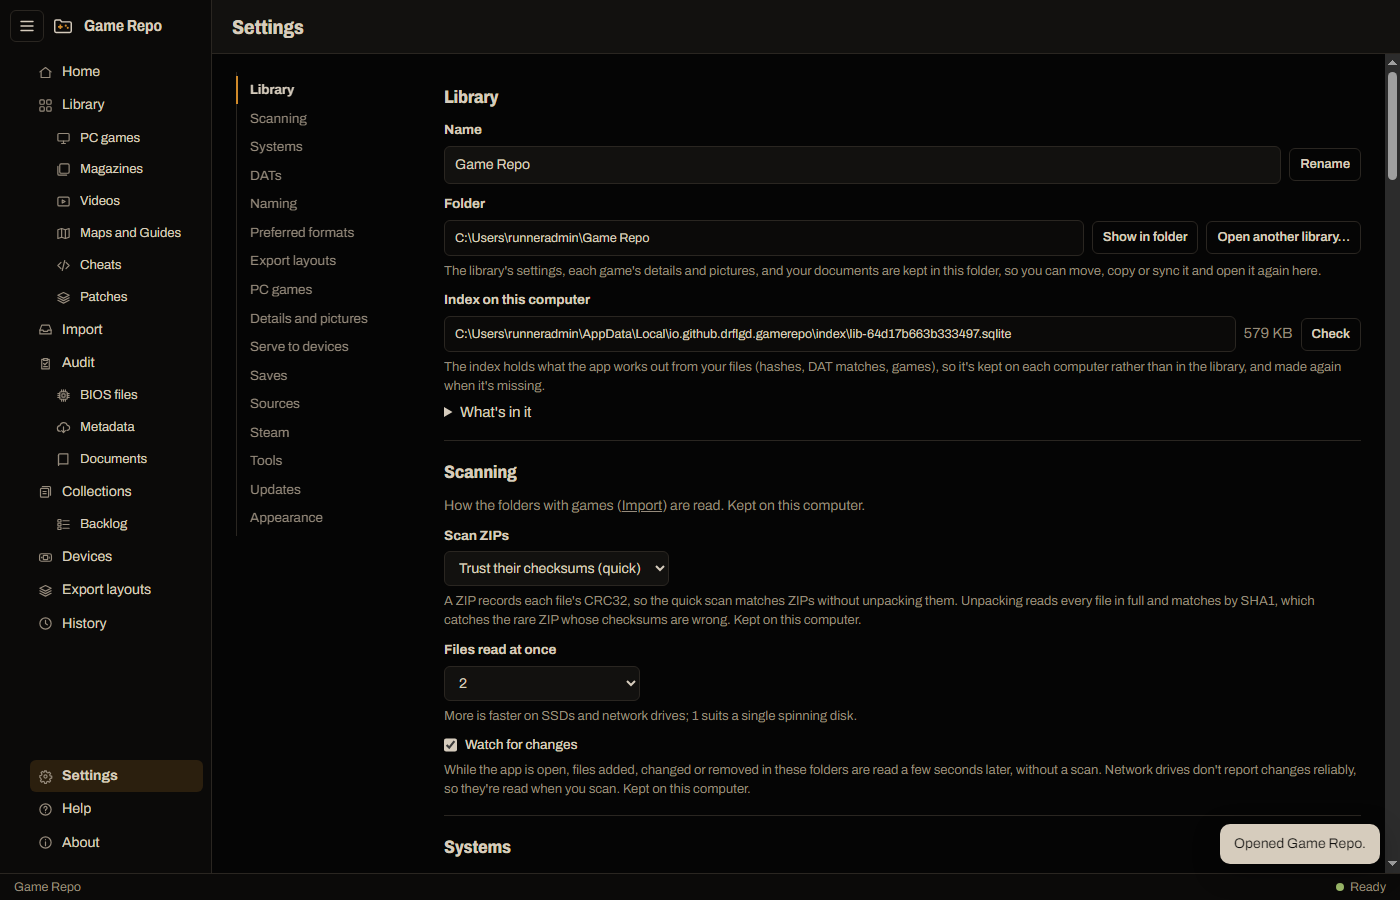 Game Repo
Home
Library
PC games
Magazines
Videos
Maps and Guides
Cheats
Patches
Import
Audit
BIOS files
Metadata
Documents
Collections
Backlog
Devices
Export layouts
History
Settings
Help
About
Settings
Library
Scanning
Systems
DATs
Naming
Preferred formats
Export layouts
PC games
Details and pictures
Serve to devices
Saves
Sources
Steam
Tools
Updates
Appearance
Library
Name
Game Repo
Rename
Folder
C:\Users\runneradmin\Game Repo
Show in folder
Open another library...
The library's settings, each game's details and pictures, and your documents are kept in this folder, so you can move, copy or sync it and open it again here.
Index on this computer
C:\Users\runneradmin\AppData\Local\io.github.drflgd.gamerepo\index\lib-64d17b663b333497.sqlite
579 KB
Check
The index holds what the app works out from your files (hashes, DAT matches, games), so it's kept on each computer rather than in the library, and made again
when it's missing.
What's in it
Scanning
How the folders with games (Import) are read. Kept on this computer.
Scan ZIPs
Trust their checksums (quick)
A ZIP records each file's CRC32, so the quick scan matches ZIPs without unpacking them. Unpacking reads every file in full and matches by SHA1, which
catches the rare ZIP whose checksums are wrong. Kept on this computer.
Files read at once
2
More is faster on SSDs and network drives; 1 suits a single spinning disk.
Watch for changes
While the app is open, files added, changed or removed in these folders are read a few seconds later, without a scan. Network drives don't report changes reliably,
so they're read when you scan. Kept on this computer.
Systems
Opened Game Repo.
Game Repo
Ready